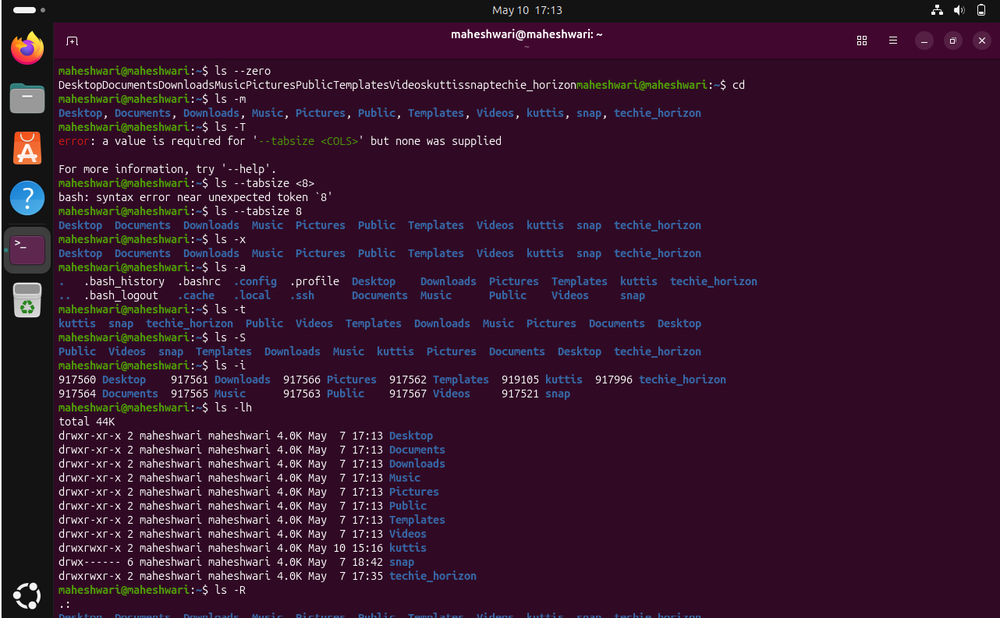 May 10 17:13
maheshwari@maheshwari: ~
~
maheshwari@maheshwari:~$ ls --zero
DesktopDocumentsDownloadsMusicPicturesPublicTemplatesVideoskuttissnaptechie_horizonmaheshwari@maheshwari:~$ cd
maheshwari@maheshwari:~$ ls -m
Desktop, Documents, Downloads, Music, Pictures, Public, Templates, Videos, kuttis, snap, techie_horizon
maheshwari@maheshwari:~$ ls -T
error: a value is required for '--tabsize <COLS>' but none was supplied
For more information, try '--help'.
maheshwari@maheshwari:~$ ls --tabsize <8>
bash: syntax error near unexpected token `8'
maheshwari@maheshwari:~$ ls --tabsize 8
Desktop  Documents  Downloads  Music  Pictures  Public  Templates  Videos  kuttis  snap  techie_horizon
maheshwari@maheshwari:~$ ls -x
Desktop  Documents  Downloads  Music  Pictures  Public  Templates  Videos  kuttis  snap  techie_horizon
maheshwari@maheshwari:~$ ls -a
.   .bash_history  .bashrc  .config  .profile  Desktop    Downloads  Pictures  Templates  kuttis  techie_horizon
..  .bash_logout   .cache   .local   .ssh      Documents  Music      Public    Videos     snap
maheshwari@maheshwari:~$ ls -t
kuttis  snap  techie_horizon  Public  Videos  Templates  Downloads  Music  Pictures  Documents  Desktop
maheshwari@maheshwari:~$ ls -S
Public  Videos  snap  Templates  Downloads  Music  kuttis  Pictures  Documents  Desktop  techie_horizon
maheshwari@maheshwari:~$ ls -i
917560 Desktop    917561 Downloads  917566 Pictures  917562 Templates  919105 kuttis  917996 techie_horizon
917564 Documents  917565 Music      917563 Public    917567 Videos     917521 snap
maheshwari@maheshwari:~$ ls -lh
total 44K
drwxr-xr-x 2 maheshwari maheshwari 4.0K May  7 17:13 Desktop
drwxr-xr-x 2 maheshwari maheshwari 4.0K May  7 17:13 Documents
drwxr-xr-x 2 maheshwari maheshwari 4.0K May  7 17:13 Downloads
drwxr-xr-x 2 maheshwari maheshwari 4.0K May  7 17:13 Music
drwxr-xr-x 2 maheshwari maheshwari 4.0K May  7 17:13 Pictures
drwxr-xr-x 2 maheshwari maheshwari 4.0K May  7 17:13 Public
drwxr-xr-x 2 maheshwari maheshwari 4.0K May  7 17:13 Templates
drwxr-xr-x 2 maheshwari maheshwari 4.0K May  7 17:13 Videos
drwxrwxr-x 2 maheshwari maheshwari 4.0K May 10 15:16 kuttis
drwx------ 6 maheshwari maheshwari 4.0K May  7 18:42 snap
drwxrwxr-x 2 maheshwari maheshwari 4.0K May  7 17:35 techie_horizon
maheshwari@maheshwari:~$ ls -R
.:
Desktop  Documents  Downloads  Music  Pictures  Public  Templates  Videos  kuttis  snap  techie_horizon